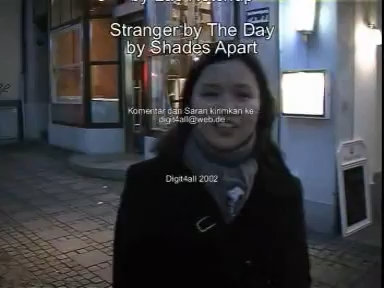 Stranger by The Day
by Shades Apart
Komentar dan Saran kirimkan ke
digit4all@web.de
Digit4all 2002